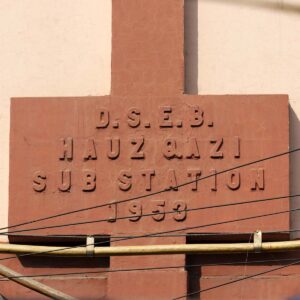 D.S.E.B.
HAUZ QAZI
SUB STATION
1953